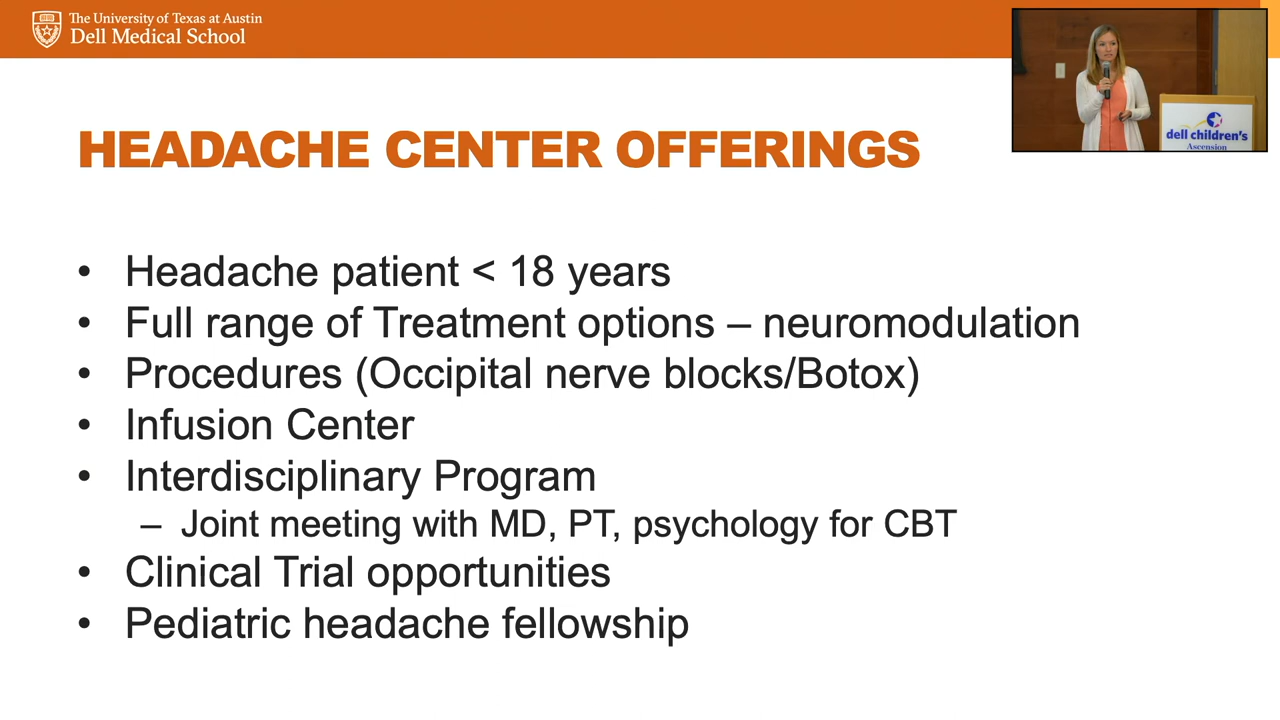 The University of Texas at Austin
Dell Medical School
dell children's
Ascension
HEADACHE CENTER OFFERINGS
• Headache patient < 18 years
• Full range of Treatment options – neuromodulation
• Procedures (Occipital nerve blocks/Botox)
• Infusion Center
• Interdisciplinary Program
– Joint meeting with MD, PT, psychology for CBT
• Clinical Trial opportunities
• Pediatric headache fellowship